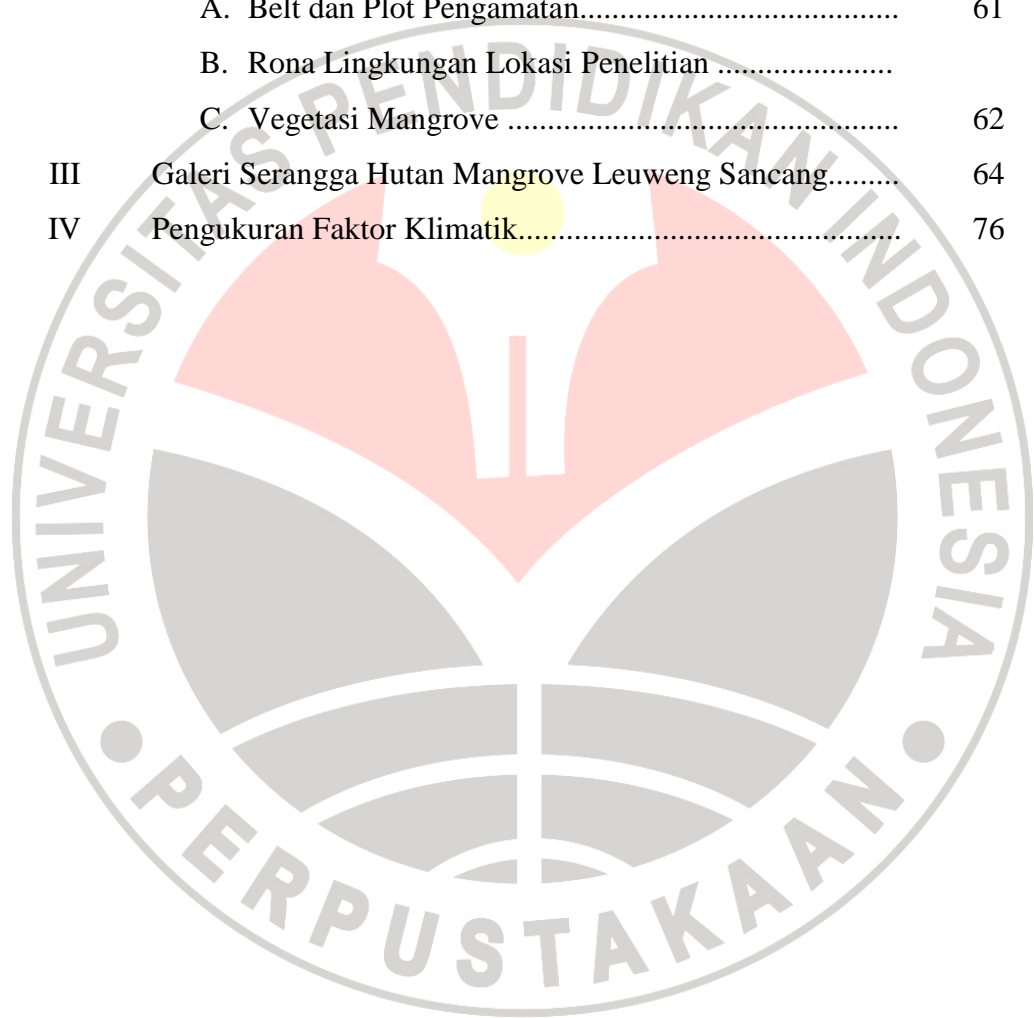 A. Belt dan Plot Pengamatan....................................... 61
B. Rona Lingkungan Lokasi Penelitian .....................
C. Vegetasi Mangrove ................................................ 62
III Galeri Serangga Hutan Mangrove Leuweng Sancang......... 64
IV Pengukuran Faktor Klimatik............................................... 76
UNIVERSITAS PENDIDIKAN INDONESIA
PERPUSTAKAAN